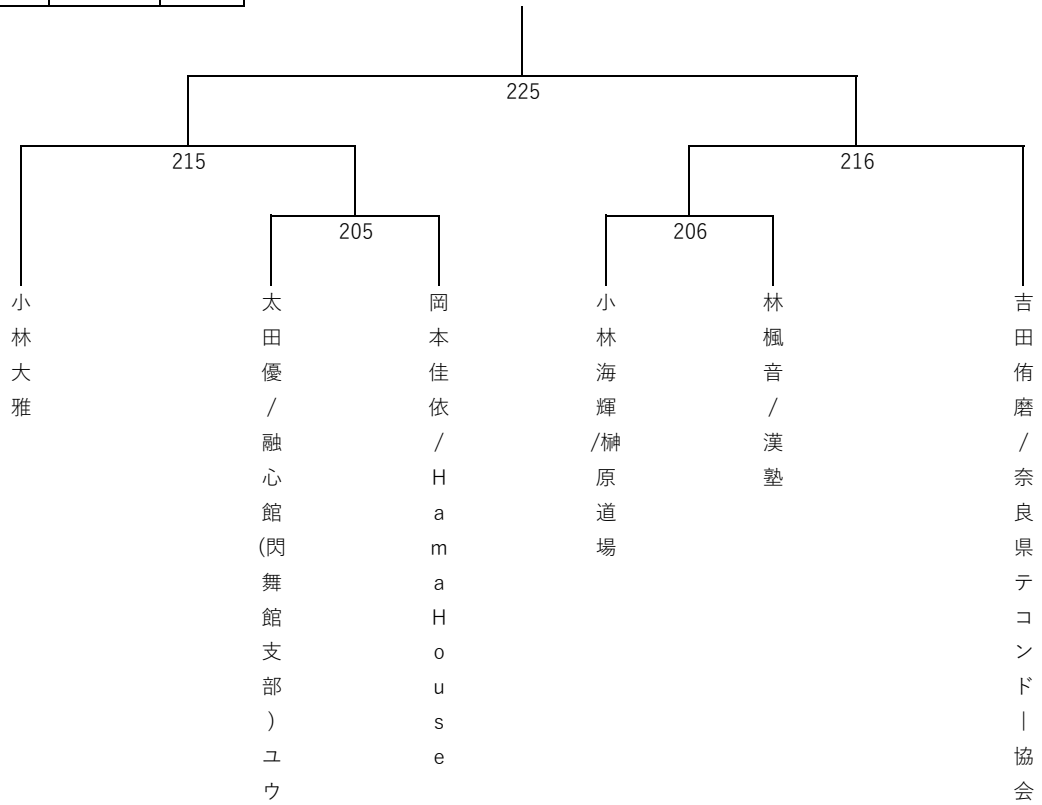 225
215
216
205
206
小林大雅
太田優/融心館(閃舞館支部)ユウ
岡本佳依/HamaHouse
小林海輝/榊原道場
林楓音/漢塾
吉田侑磨/奈良県テコンドー協会